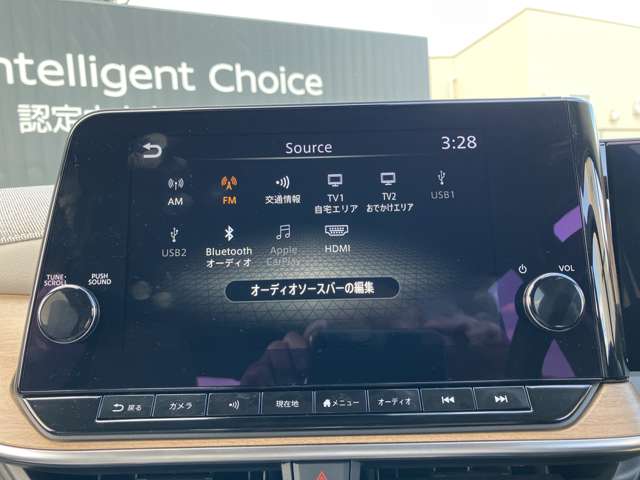 ntelligent Choice
認定
Source
3:28
AM
FM
交通情報
TV1
自宅エリア
TV2
おでかけエリア
USB1
USB2
Bluetooth
オーディオ
Apple
CarPlay
HDMI
オーディオソースバーの編集
TUNE·
SCROLL
PUSH
SOUND
VOL
戻る
カメラ
現在地
メニュー
オーディオ